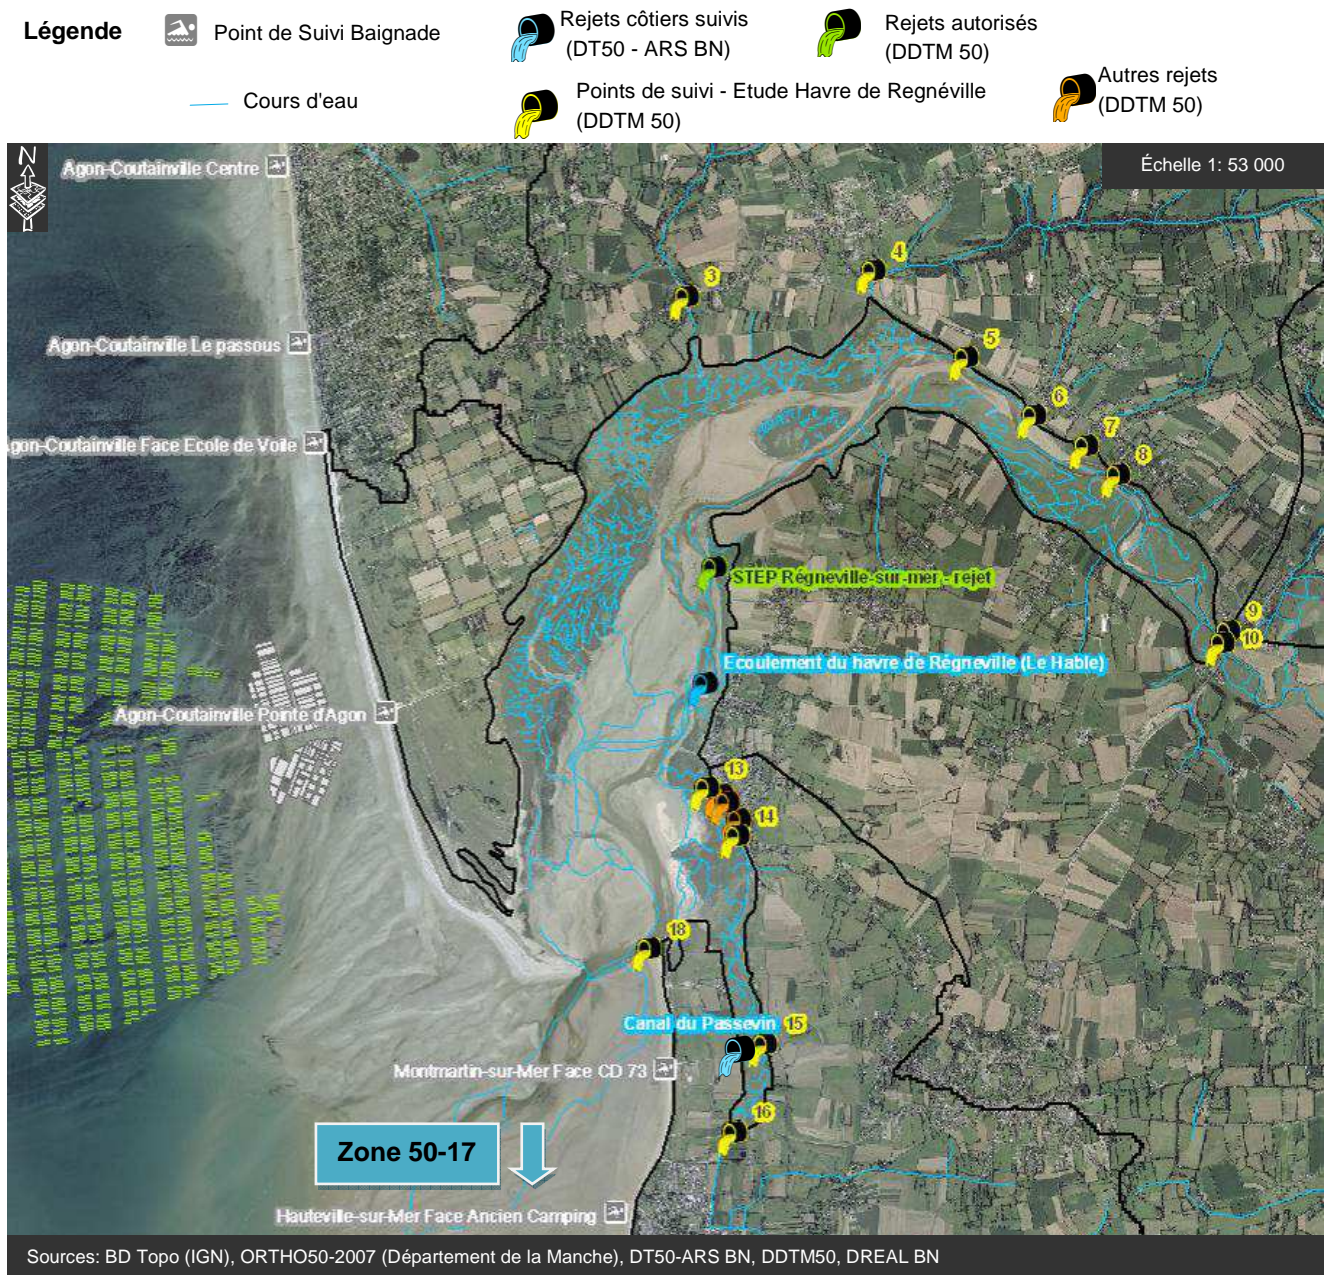 Légende
Point de Suivi Baignade
Rejets côtiers suivis
(DT50 - ARS BN)
Rejets autorisés
(DDTM 50)
Cours d'eau
Points de suivi - Etude Havre de Regnéville
(DDTM 50)
Autres rejets
(DDTM 50)
N
Échelle 1: 53 000
Agon-Coutainville Centre
3
4
Agon-Coutainville Le passous
5
6
Agon-Coutainville Face Ecole de Voile
7
8
STEP Régneville-sur-mer - rejet
9
10
Ecoulement du havre de Régneville (Le Hable)
Agon-Coutainville Pointe d'Agon
13
14
18
Canal du Passevin
15
Montmartin-sur-Mer Face CD 73
16
Zone 50-17
Hauteville-sur-Mer Face Ancien Camping
Sources: BD Topo (IGN), ORTHO50-2007 (Département de la Manche), DT50-ARS BN, DDTM50, DREAL BN